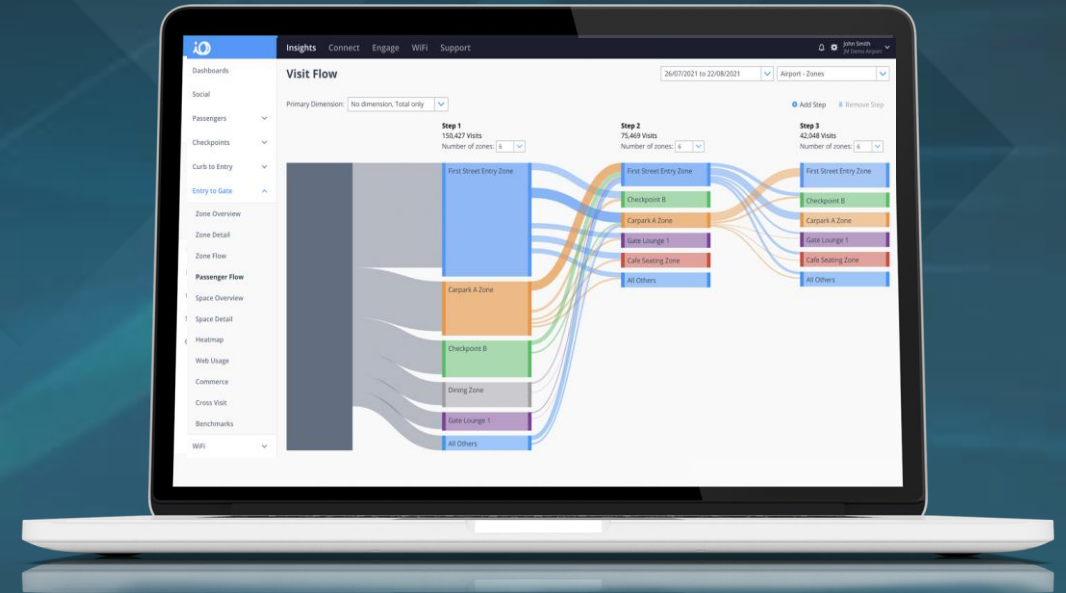 iO
Insights Connect Engage WiFi Support
John Smith
JM Demo Airport
Dashboards
Social
Passengers
Checkpoints
Curb to Entry
Entry to Gate
Zone Overview
Zone Detail
Zone Flow
Passenger Flow
Space Overview
Space Detail
Heatmap
Web Usage
Commerce
Cross Visit
Benchmarks
WiFi
Visit Flow
26/07/2021 to 22/08/2021
Airport - Zones
Primary Dimension: No dimension, Total only
Add Step
Remove Step
Step 1
150,427 Visits
Number of zones: 6
Step 2
75,469 Visits
Number of zones: 6
Step 3
42,048 Visits
Number of zones: 6
First Street Entry Zone
Carpark A Zone
Checkpoint B
Dining Zone
Gate Lounge 1
All Others
First Street Entry Zone
Checkpoint B
Carpark A Zone
Gate Lounge 1
Cafe Seating Zone
All Others
First Street Entry Zone
Checkpoint B
Carpark A Zone
Gate Lounge 1
Cafe Seating Zone
All Others